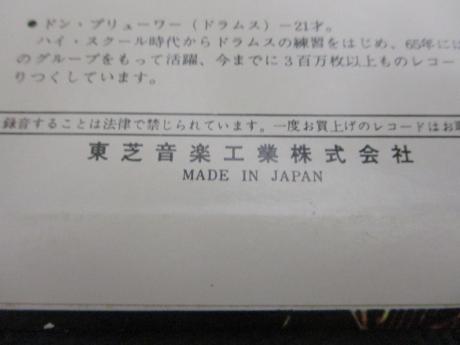 ●ドン・ブリューワー（ドラムス）—21才。
ハイ・スクール時代からドラムスの練習をはじめ、65年には
のグループをもって活躍、今までに3百万枚以上ものレコー
りつくしています。
録音することは法律で禁じられています。一度お買上げのレコードはお
東芝音楽工業株式会社
MADE IN JAPAN